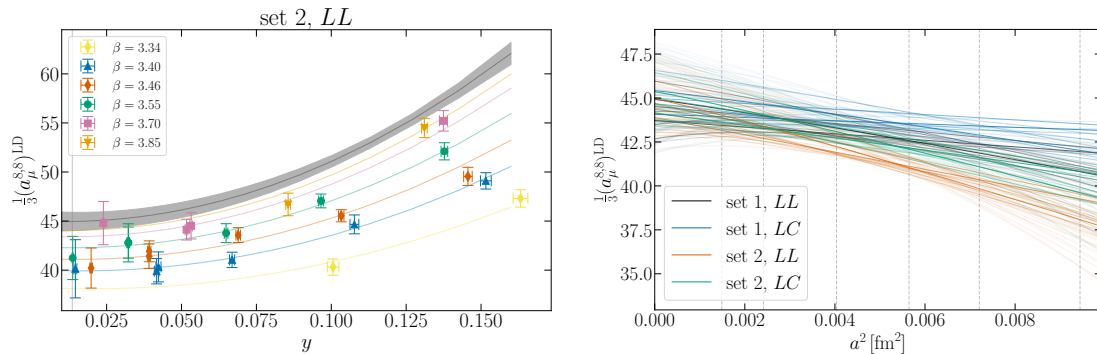 set 2, LL
1/3(a_μ^{8,8})^{LD}
60
55
50
45
40
β = 3.34
β = 3.40
β = 3.46
β = 3.55
β = 3.70
β = 3.85
0.025 0.050 0.075 0.100 0.125 0.150
y
1/3(a_μ^{8,8})^{LD}
47.5
45.0
42.5
40.0
37.5
35.0
set 1, LL
set 1, LC
set 2, LL
set 2, LC
0.000 0.002 0.004 0.006 0.008
a² [fm²]